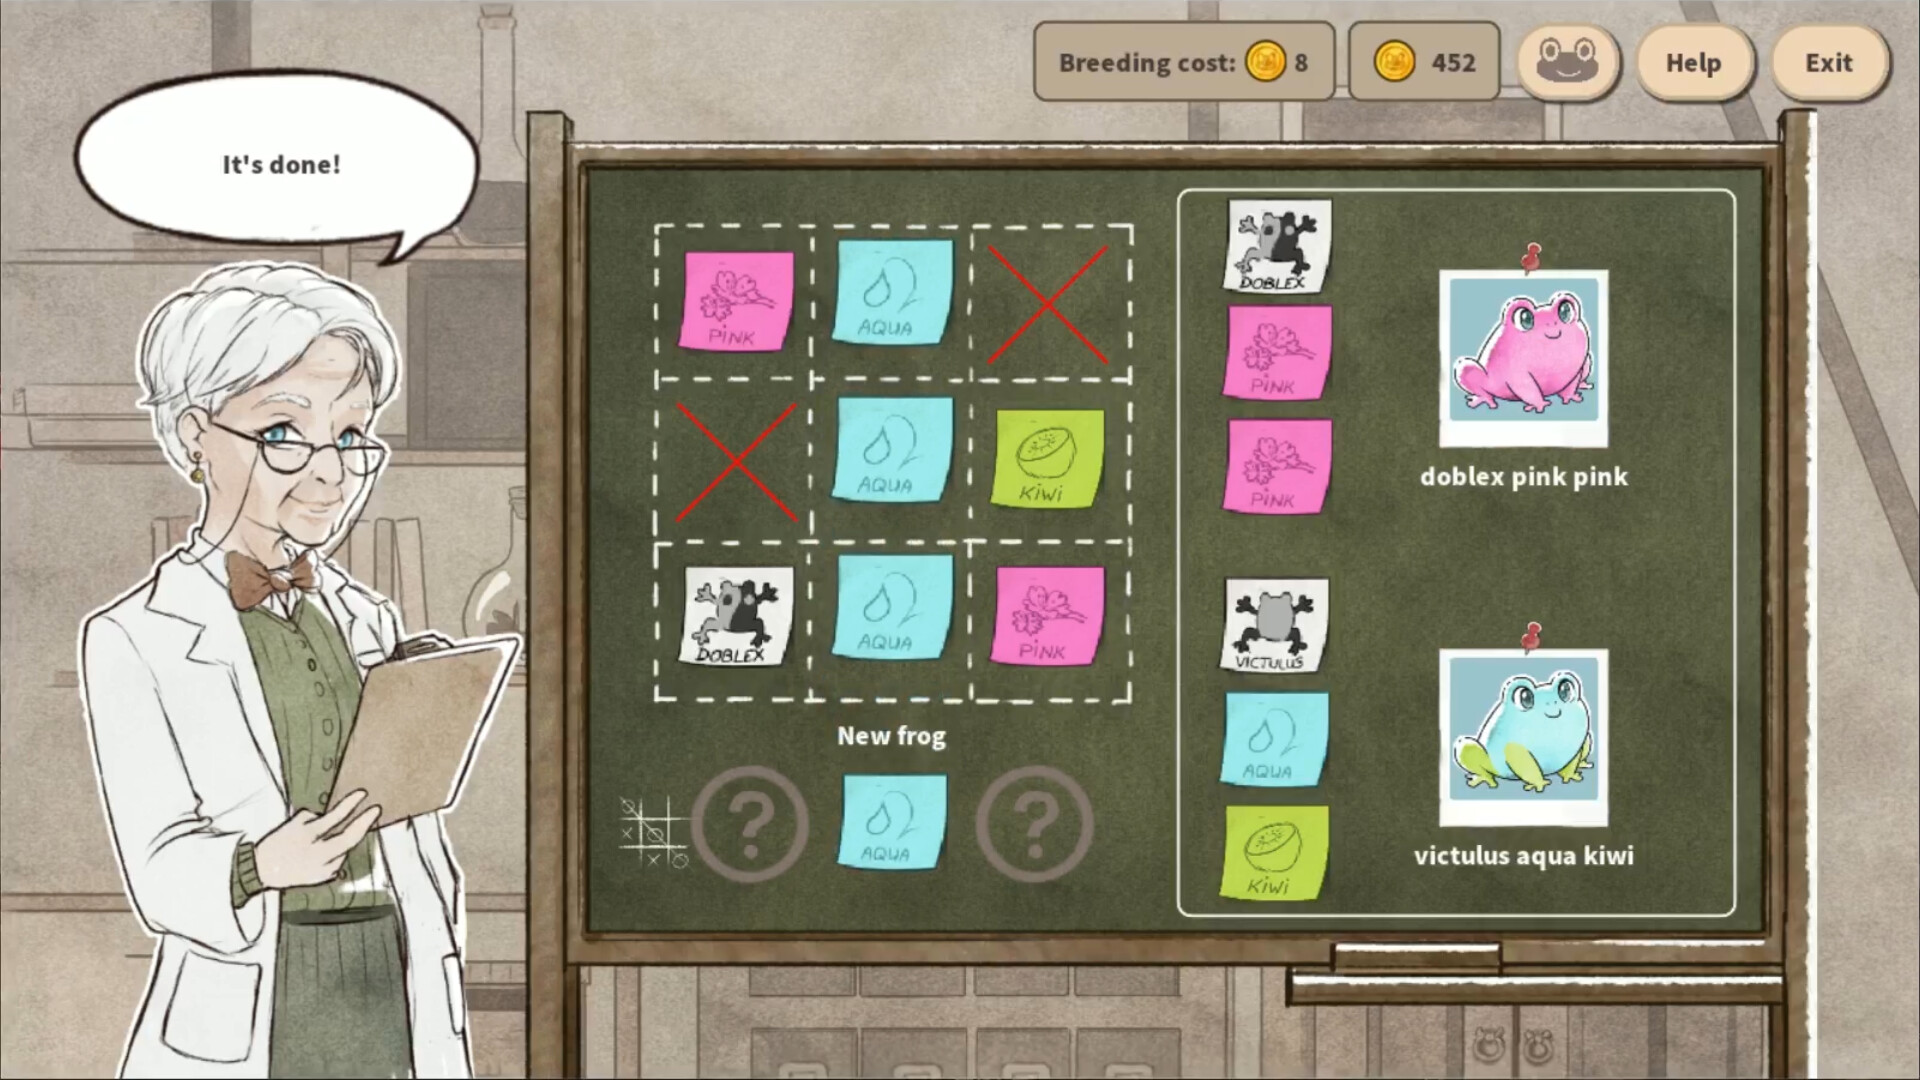 Breeding cost: 8
452
Help
Exit
It's done!
PINK
AQUA
AQUA
KIWI
DOBLEX
AQUA
PINK
New frog
?
AQUA
?
DOBLEX
PINK
PINK
doblex pink pink
VICTULUS
AQUA
KIWI
victulus aqua kiwi